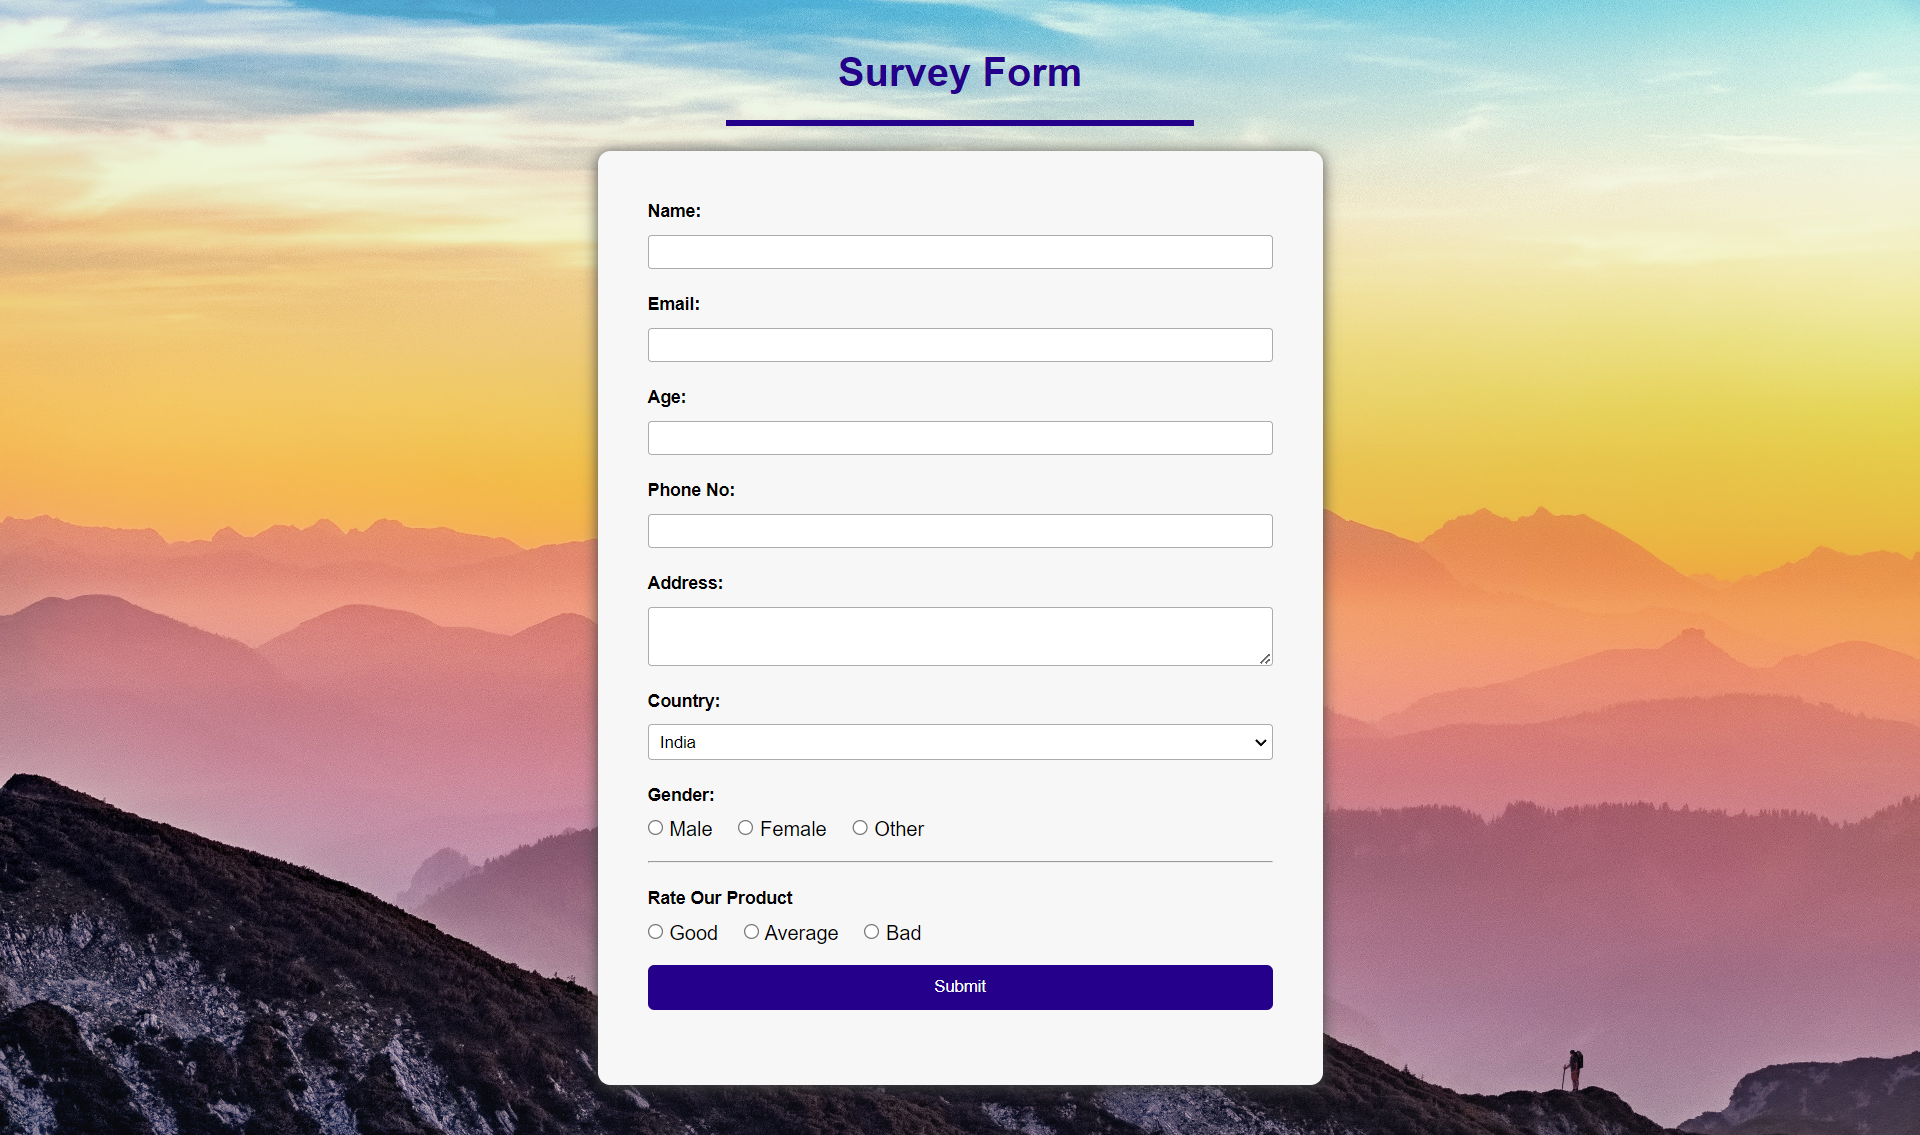 Survey Form
Name:
Email:
Age:
Phone No:
Address:
Country:
India
Gender:
Male Female Other
Rate Our Product
Good Average Bad
Submit